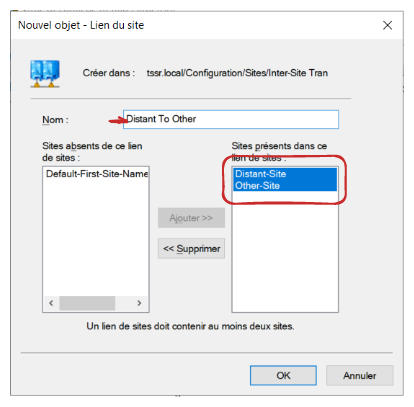 Nouvel objet - Lien du site
Créer dans : tssr.local/Configuration/Sites/Inter-Site Tran
Nom :
Distant To Other
Sites absents de ce lien
de sites :
Default-First-Site-Name
Ajouter >>
<< Supprimer
Sites présents dans ce
lien de sites :
Distant-Site
Other-Site
Un lien de sites doit contenir au moins deux sites.
OK
Annuler